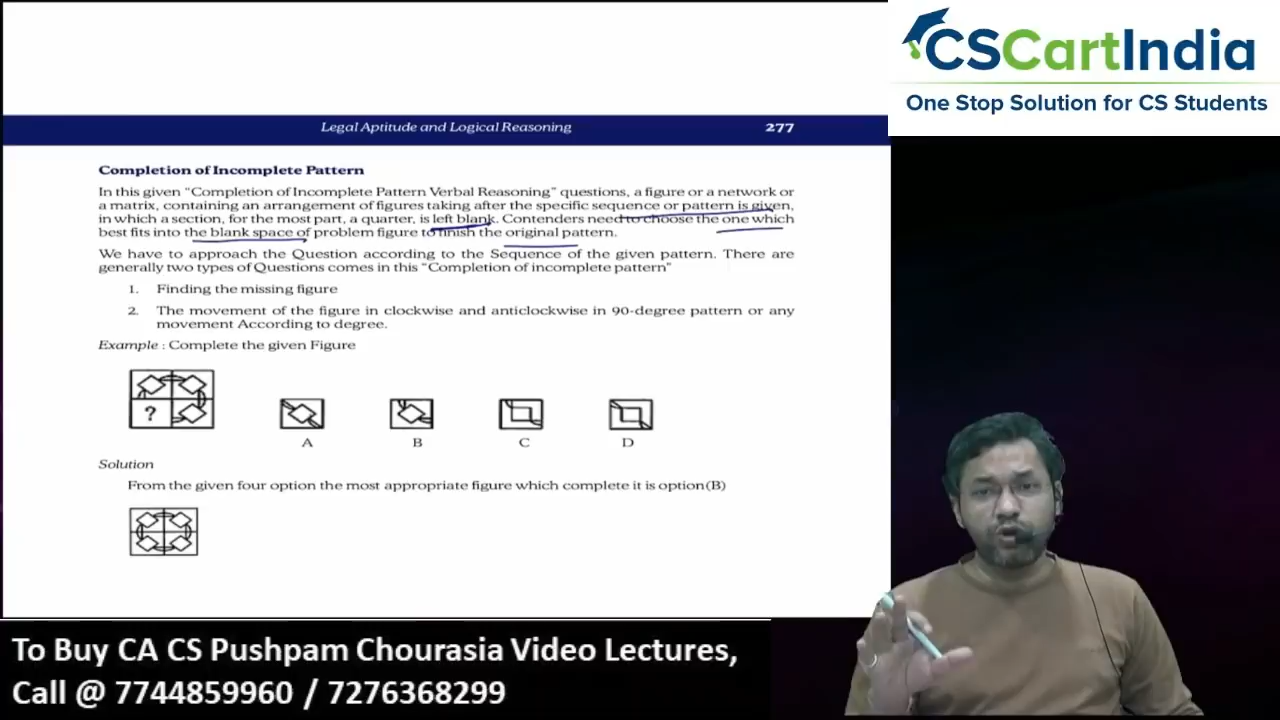 CSCartIndia
One Stop Solution for CS Students
Legal Aptitude and Logical Reasoning 277
Completion of Incomplete Pattern
In this given “Completion of Incomplete Pattern Verbal Reasoning” questions, a figure or a network or
a matrix, containing an arrangement of figures taking after the specific sequence or pattern is given,
in which a section, for the most part, a quarter, is left blank. Contenders need to choose the one which
best fits into the blank space of problem figure to finish the original pattern.
We have to approach the Question according to the Sequence of the given pattern. There are
generally two types of Questions comes in this “Completion of incomplete pattern”
1. Finding the missing figure
2. The movement of the figure in clockwise and anticlockwise in 90-degree pattern or any
movement According to degree.
Example : Complete the given Figure
?
A B C D
Solution
From the given four option the most appropriate figure which complete it is option(B)
To Buy CA CS Pushpam Chourasia Video Lectures,
Call @ 7744859960 / 7276368299